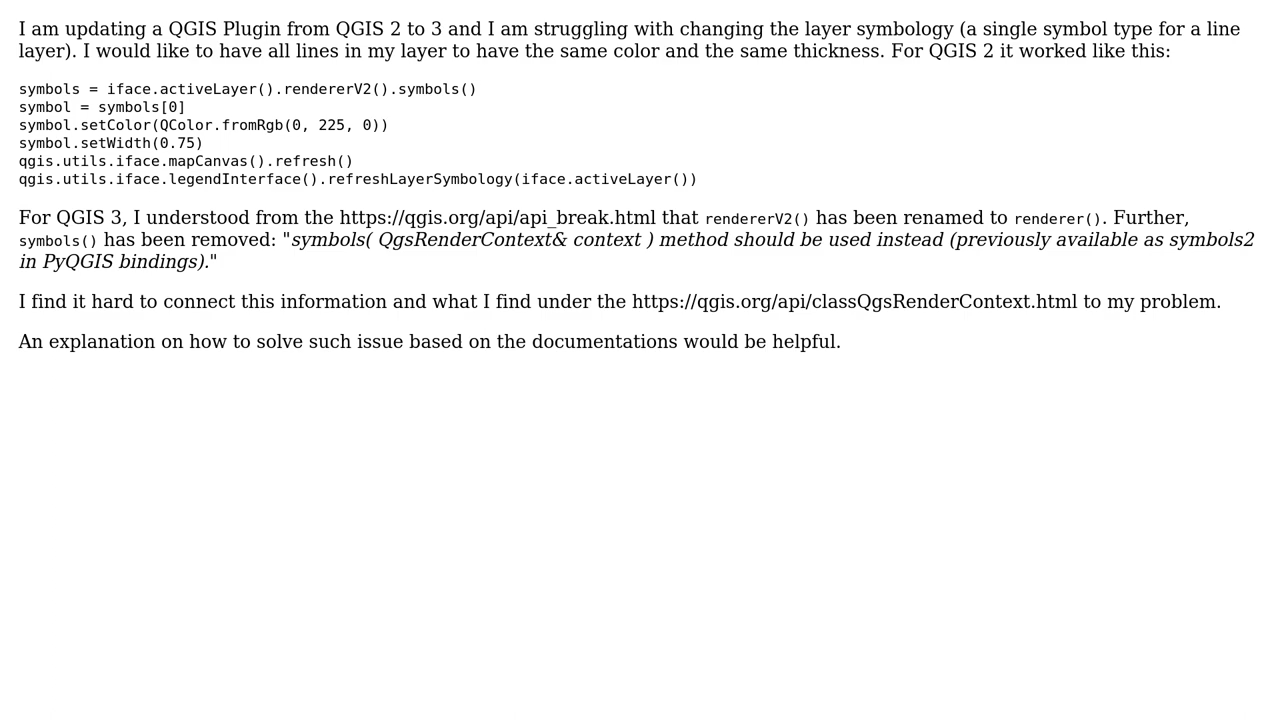 I am updating a QGIS Plugin from QGIS 2 to 3 and I am struggling with changing the layer symbology (a single symbol type for a line
layer). I would like to have all lines in my layer to have the same color and the same thickness. For QGIS 2 it worked like this:
symbols = iface.activeLayer().rendererV2().symbols()
symbol = symbols[0]
symbol.setColor(QColor.fromRgb(0, 225, 0))
symbol.setWidth(0.75)
qgis.utils.iface.mapCanvas().refresh()
qgis.utils.iface.legendInterface().refreshLayerSymbology(iface.activeLayer())
For QGIS 3, I understood from the https://qgis.org/api/api_break.html that rendererV2() has been renamed to renderer(). Further,
symbols() has been removed: "symbols( QgsRenderContext& context ) method should be used instead (previously available as symbols2
in PyQGIS bindings)."
I find it hard to connect this information and what I find under the https://qgis.org/api/classQgsRenderContext.html to my problem.
An explanation on how to solve such issue based on the documentations would be helpful.